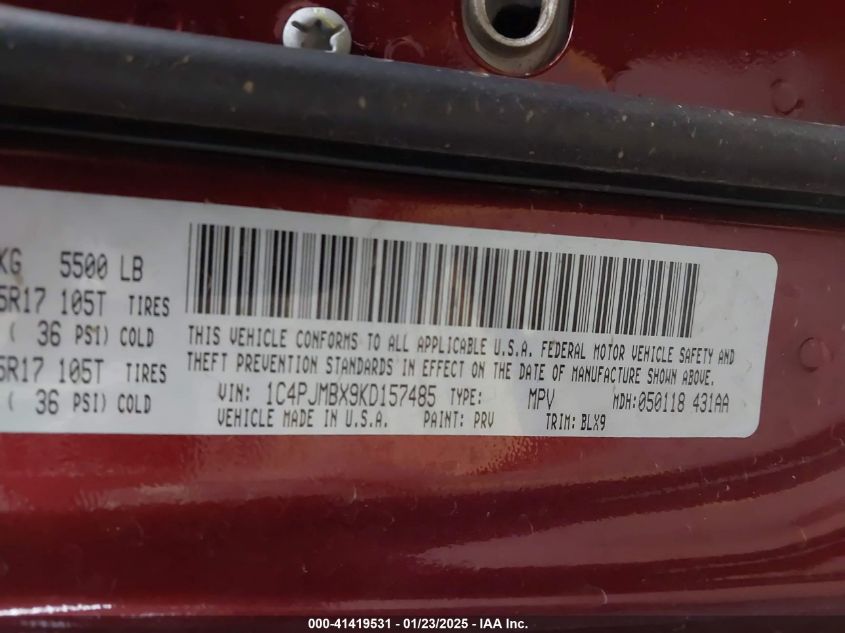 KG 5500 LB
5R17 105T TIRES
( 36 PSI) COLD
5R17 105T TIRES
( 36 PSI) COLD
THIS VEHICLE CONFORMS TO ALL APPLICABLE U.S.A. FEDERAL MOTOR VEHICLE SAFETY AND
THEFT PREVENTION STANDARDS IN EFFECT ON THE DATE OF MANUFACTURE SHOWN ABOVE.
VIN: 1C4PJMBX9KD157485 TYPE: MPV MDH:050118 431AA
VEHICLE MADE IN U.S.A. PAINT: PRV TRIM: BLX9
000-41419531 - 01/23/2025 - IAA Inc.